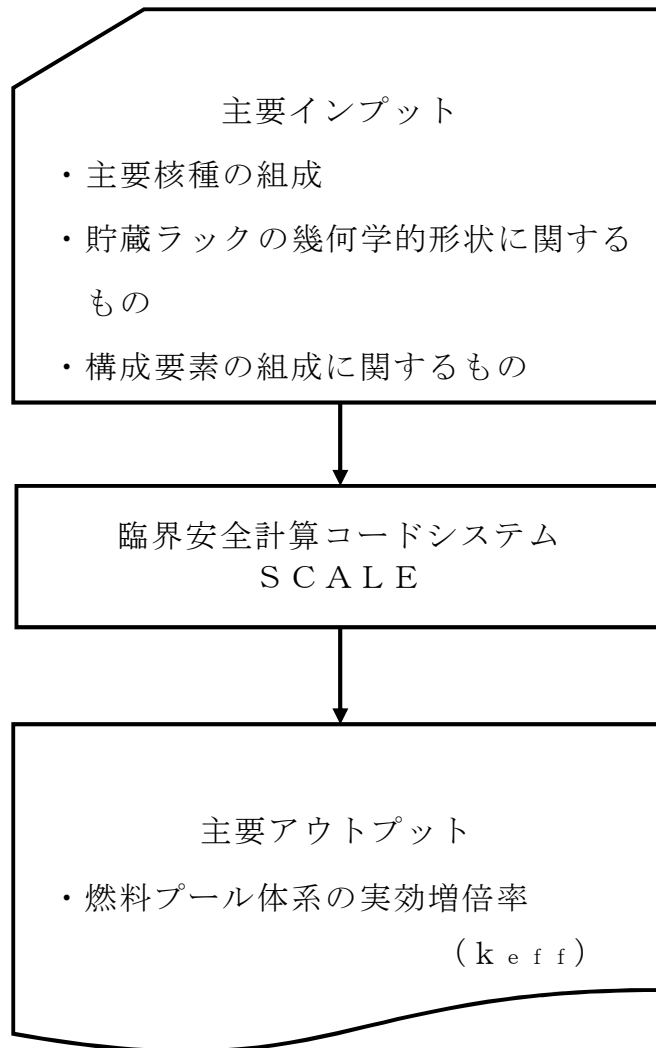 主要インプット
・主要核種の組成
・貯蔵ラックの幾何学的形状に関する
もの
・構成要素の組成に関するもの
臨界安全計算コードシステム
ＳＣＡＬＥ
主要アウトプット
・燃料プール体系の実効増倍率
（ｋｅｆｆ）